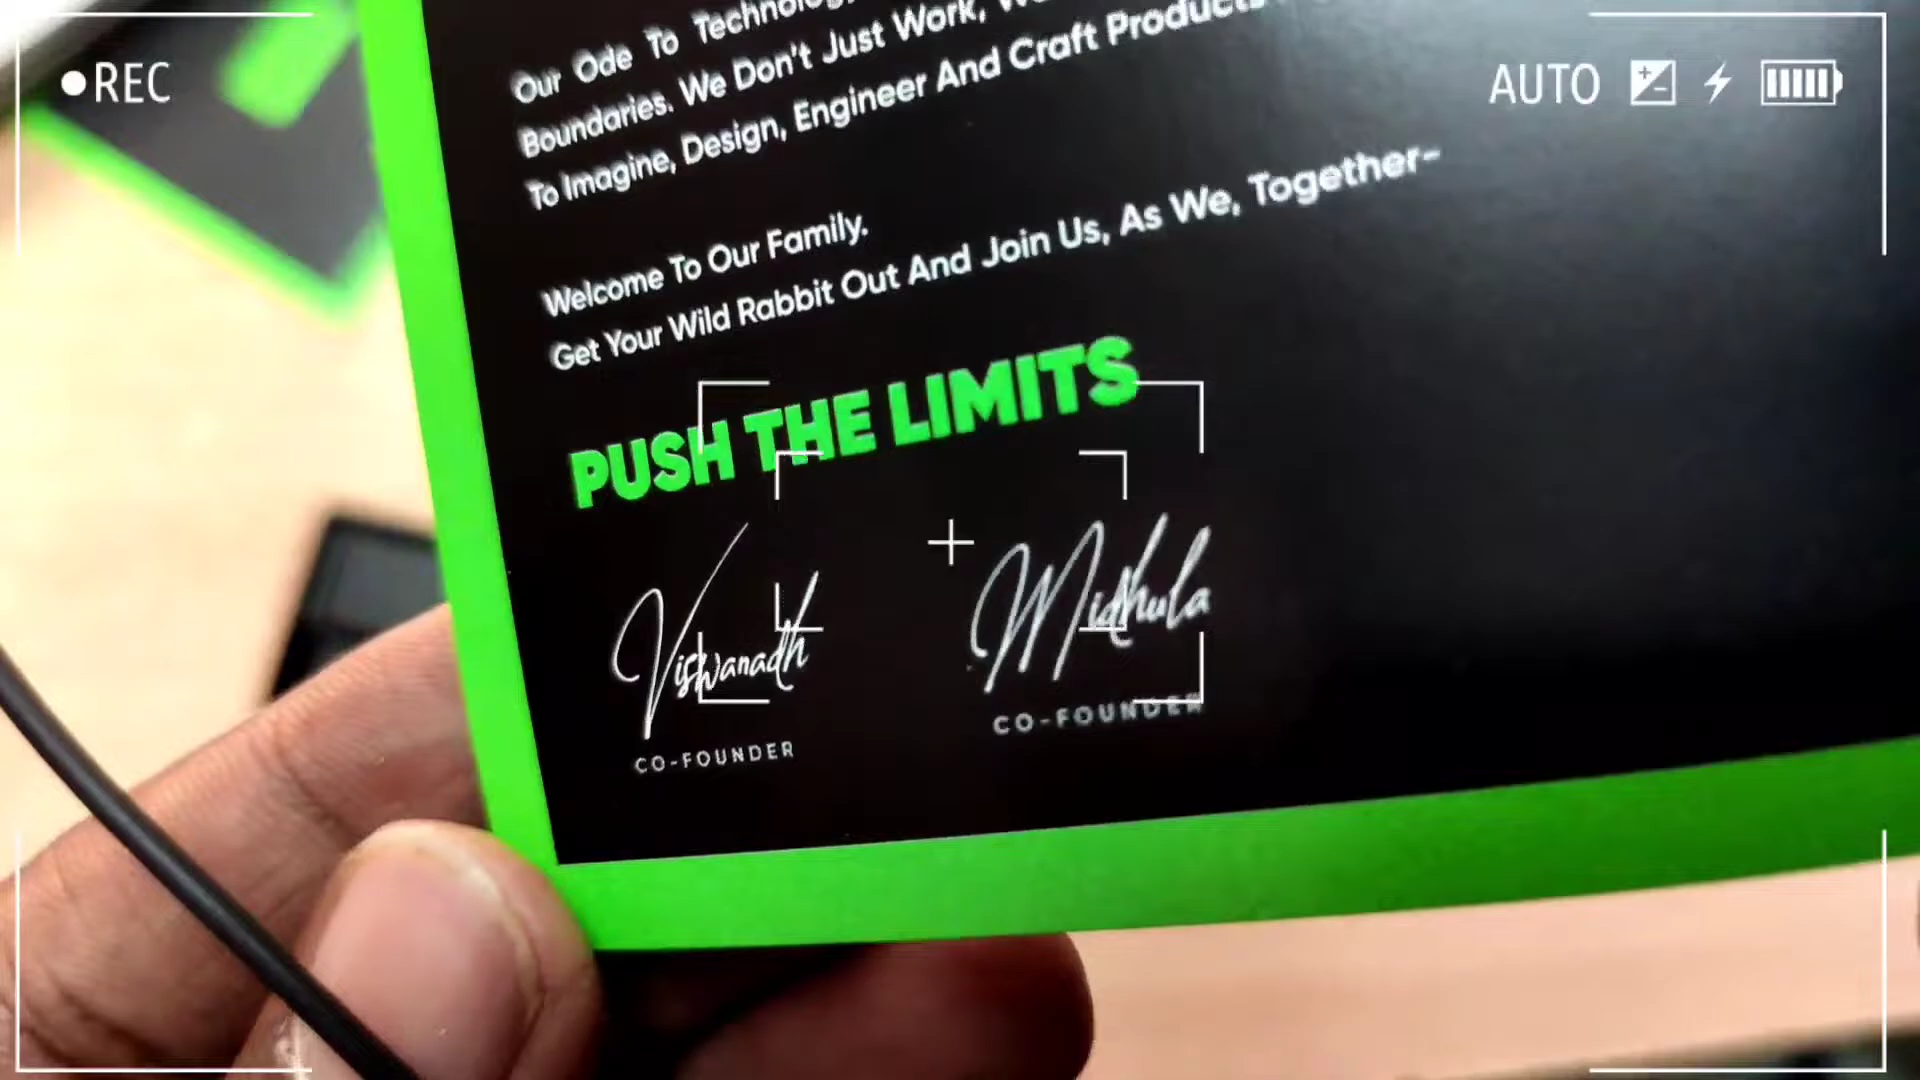 REC
AUTO
Our Ode To
Boundaries. We Don't Just Work,
To Imagine, Design, Engineer And Craft Products
Welcome To Our Family.
Get Your Wild Rabbit Out And Join Us, As We, Together-
PUSH THE LIMITS
Viswanadh
Midhula
CO-FOUNDER
CO-FOUNDER